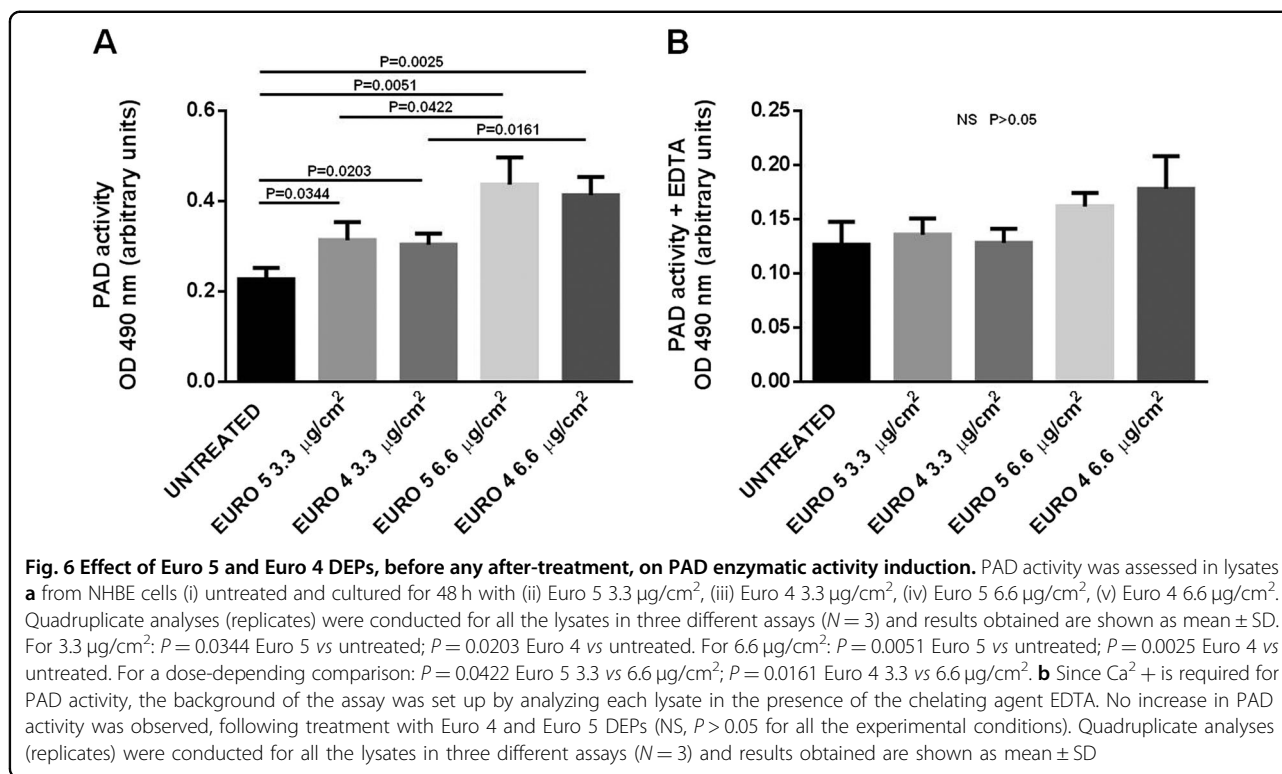 A
P=0.0025
P=0.0051
P=0.0422
P=0.0161
P=0.0203
P=0.0344
PAD activity
OD 490 nm (arbitrary units)
0.6
0.4
0.2
0.0
UNTREATED
EURO 5 3.3 µg/cm²
EURO 4 3.3 µg/cm²
EURO 5 6.6 µg/cm²
EURO 4 6.6 µg/cm²
B
NS P>0.05
PAD activity + EDTA
OD 490 nm (arbitrary units)
0.25
0.20
0.15
0.10
0.05
0.00
UNTREATED
EURO 5 3.3 µg/cm²
EURO 4 3.3 µg/cm²
EURO 5 6.6 µg/cm²
EURO 4 6.6 µg/cm²
Fig. 6 Effect of Euro 5 and Euro 4 DEPs, before any after-treatment, on PAD enzymatic activity induction. PAD activity was assessed in lysates
a from NHBE cells (i) untreated and cultured for 48 h with (ii) Euro 5 3.3 µg/cm², (iii) Euro 4 3.3 µg/cm², (iv) Euro 5 6.6 µg/cm², (v) Euro 4 6.6 µg/cm².
Quadruplicate analyses (replicates) were conducted for all the lysates in three different assays (N = 3) and results obtained are shown as mean ± SD.
For 3.3 µg/cm²: P = 0.0344 Euro 5 vs untreated; P = 0.0203 Euro 4 vs untreated. For 6.6 µg/cm²: P = 0.0051 Euro 5 vs untreated; P = 0.0025 Euro 4 vs
untreated. For a dose-depending comparison: P = 0.0422 Euro 5 3.3 vs 6.6 µg/cm²; P = 0.0161 Euro 4 3.3 vs 6.6 µg/cm². b Since Ca² + is required for
PAD activity, the background of the assay was set up by analyzing each lysate in the presence of the chelating agent EDTA. No increase in PAD
activity was observed, following treatment with Euro 4 and Euro 5 DEPs (NS, P > 0.05 for all the experimental conditions). Quadruplicate analyses
(replicates) were conducted for all the lysates in three different assays (N = 3) and results obtained are shown as mean ± SD